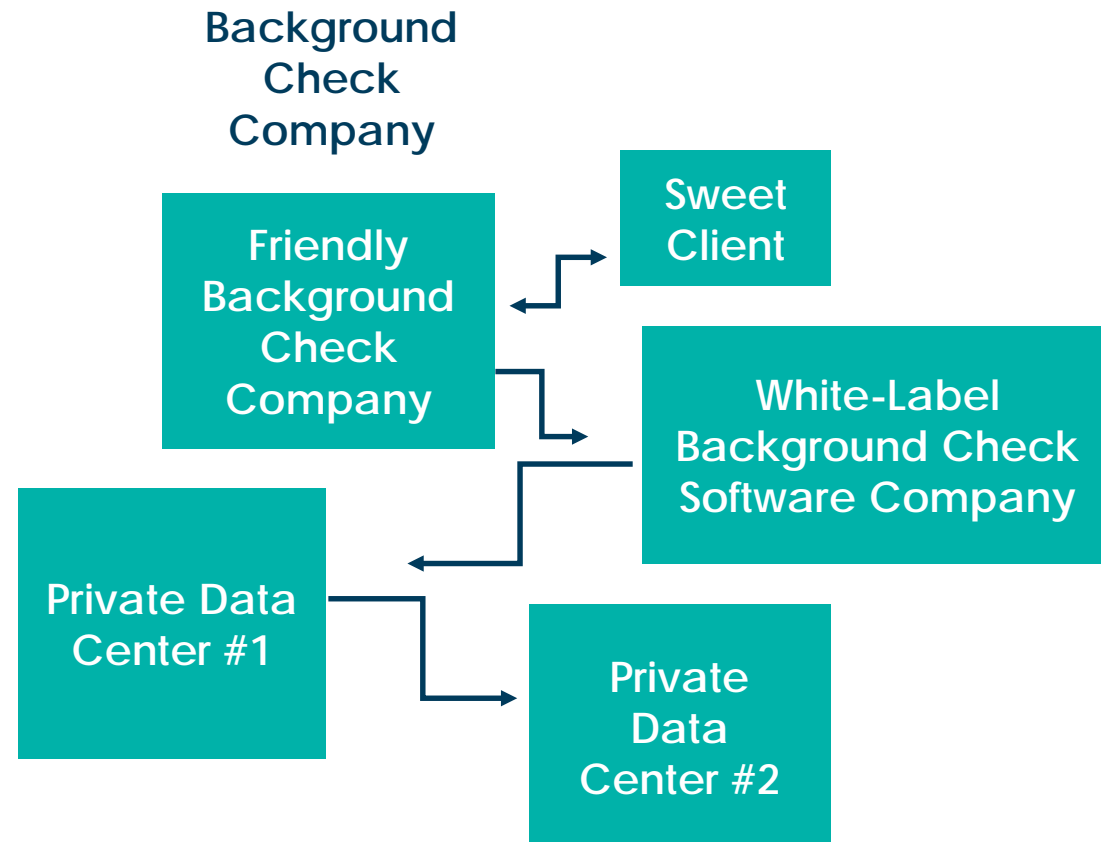 Background
Check
Company
Sweet
Client
Friendly
Background
Check
Company
White-Label
Background Check
Software Company
Private Data
Center #1
Private
Data
Center #2